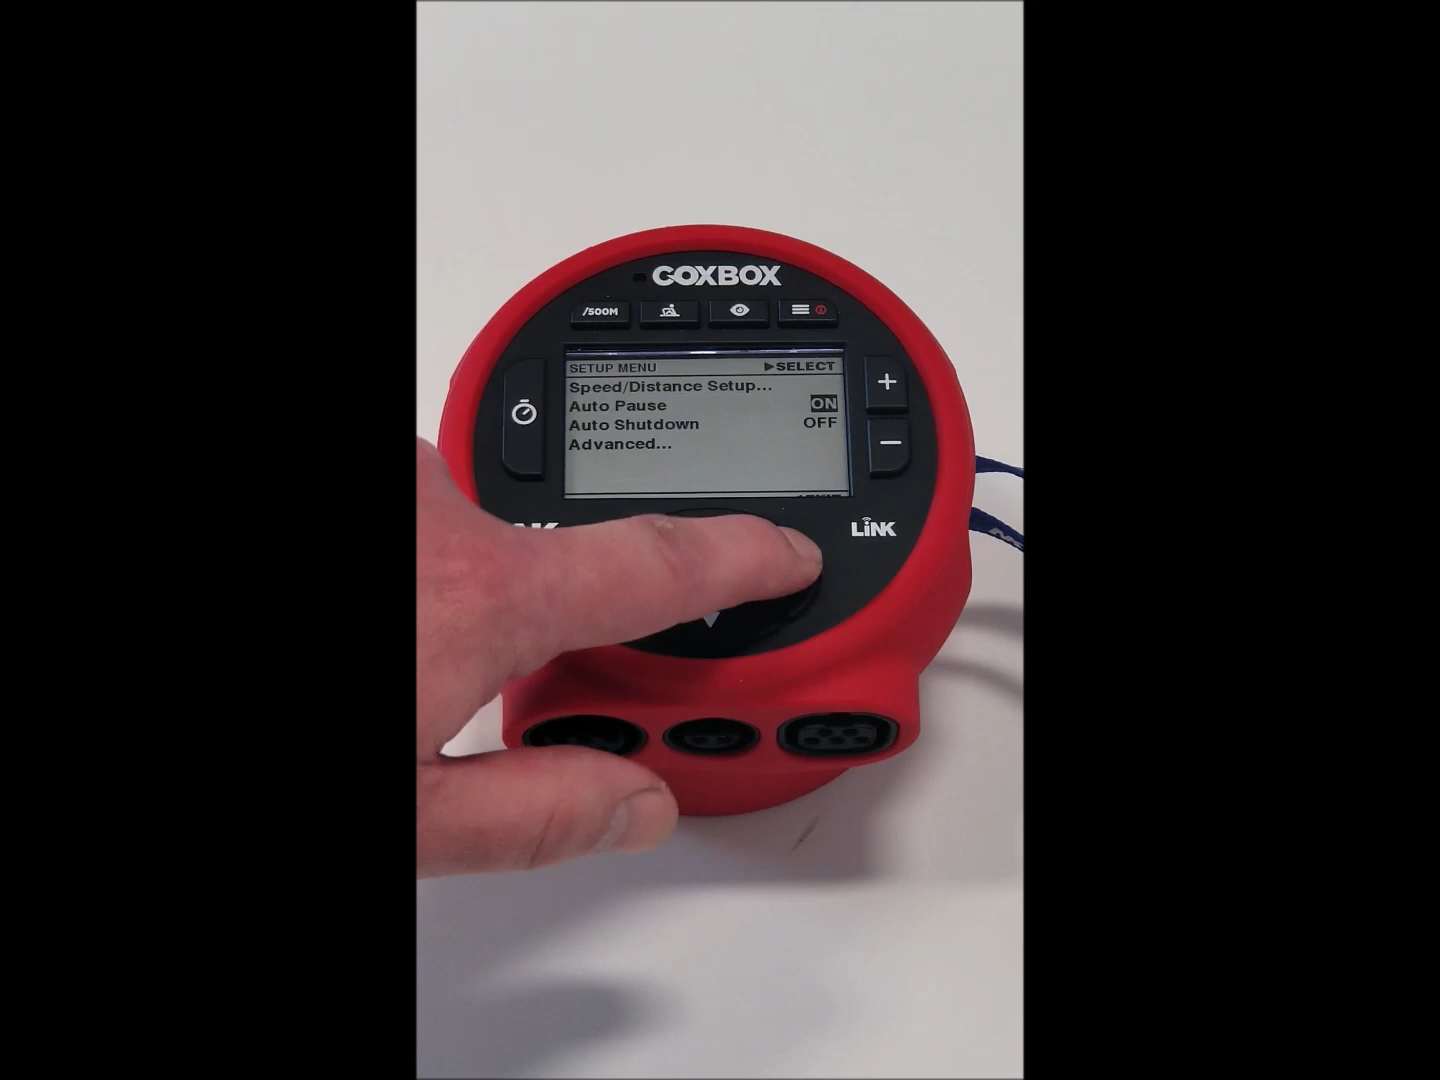 COXBOX
/500M
SETUP MENU ▶SELECT
Speed/Distance Setup...
Auto Pause ON
Auto Shutdown OFF
Advanced...
LiNK